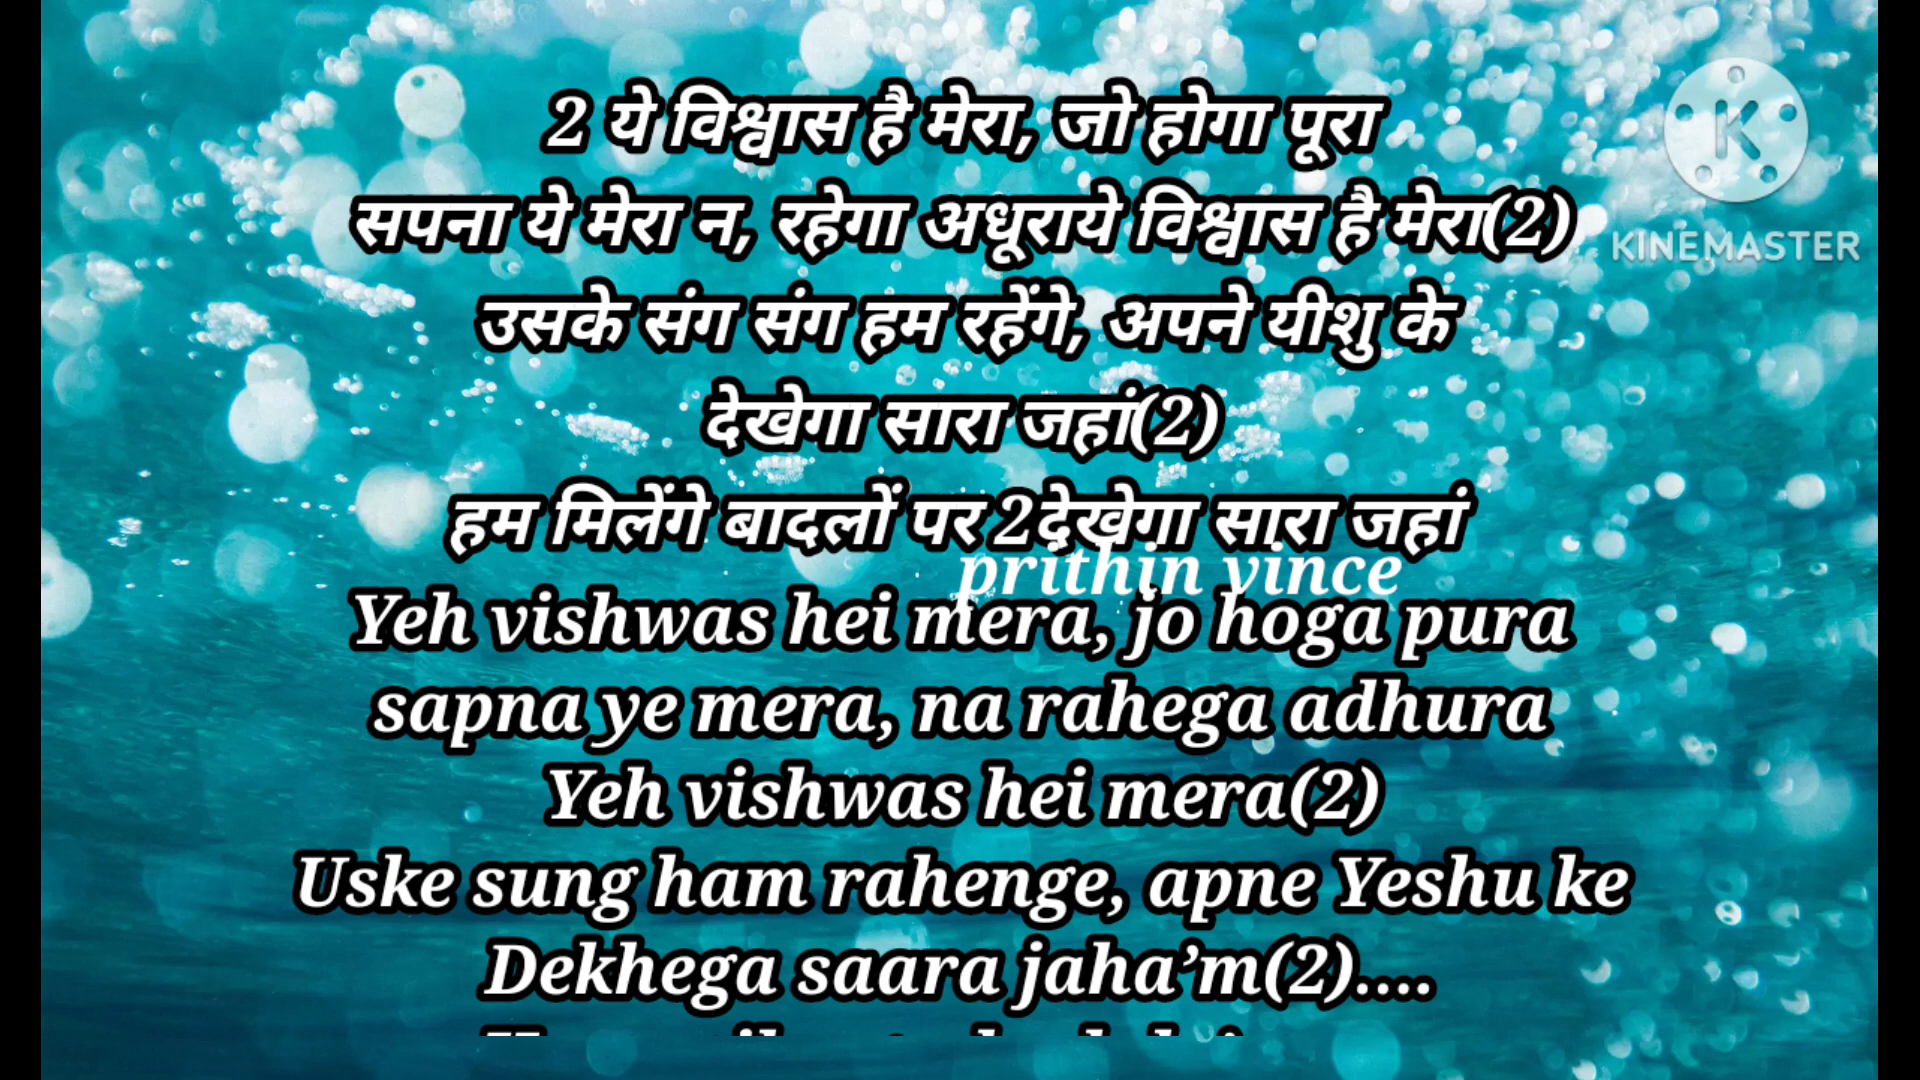 2 ये विश्वास है मेरा, जो होगा पूरा
सपना ये मेरा न, रहेगा अधूराये विश्वास है मेरा(2)
KINEMASTER
उसके संग संग हम रहेंगे, अपने यीशु के
देखेगा सारा जहां(2)
हम मिलेंगे बादलों पर 2देखेगा सारा जहां
prithin vince
Yeh vishwas hei mera, jo hoga pura
sapna ye mera, na rahega adhura
Yeh vishwas hei mera(2)
Uske sung ham rahenge, apne Yeshu ke
Dekhega saara jaha’m(2)....